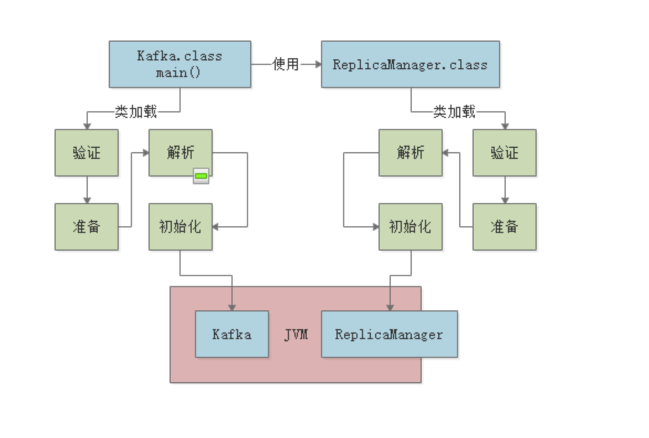 Kafka.class
main()
使用
ReplicaManager.class
类加载
类加载
验证
解析
解析
验证
准备
初始化
初始化
准备
Kafka
JVM
ReplicaManager